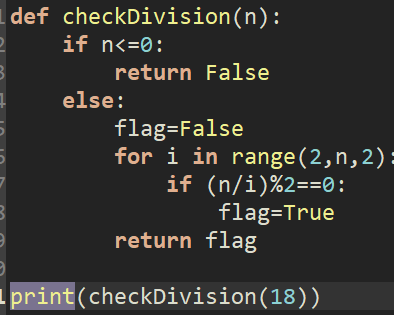 def checkDivision(n):
    if n<=0:
        return False
    else:
        flag=False
        for i in range(2,n,2):
            if (n/i)%2==0:
                flag=True
        return flag
print(checkDivision(18))